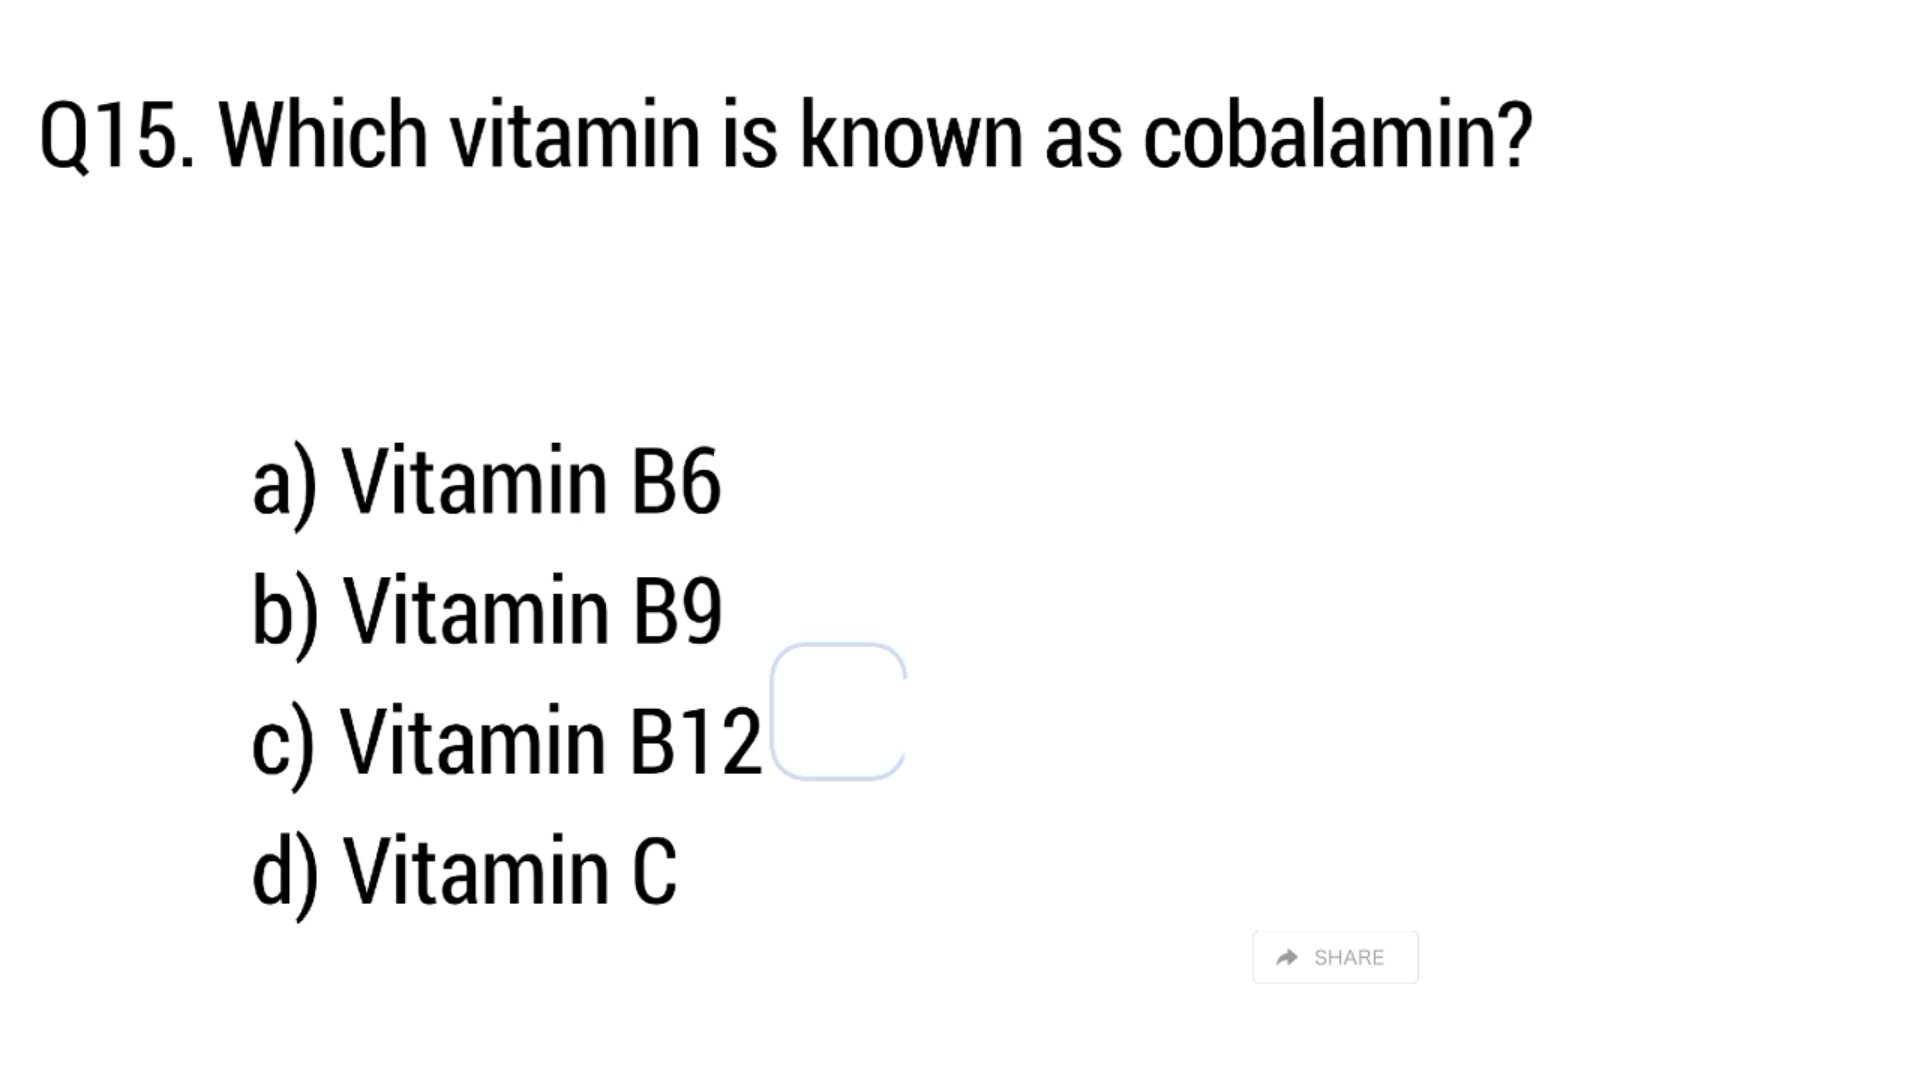 Q15. Which vitamin is known as cobalamin?
a) Vitamin B6
b) Vitamin B9
c) Vitamin B12
d) Vitamin C
SHARE